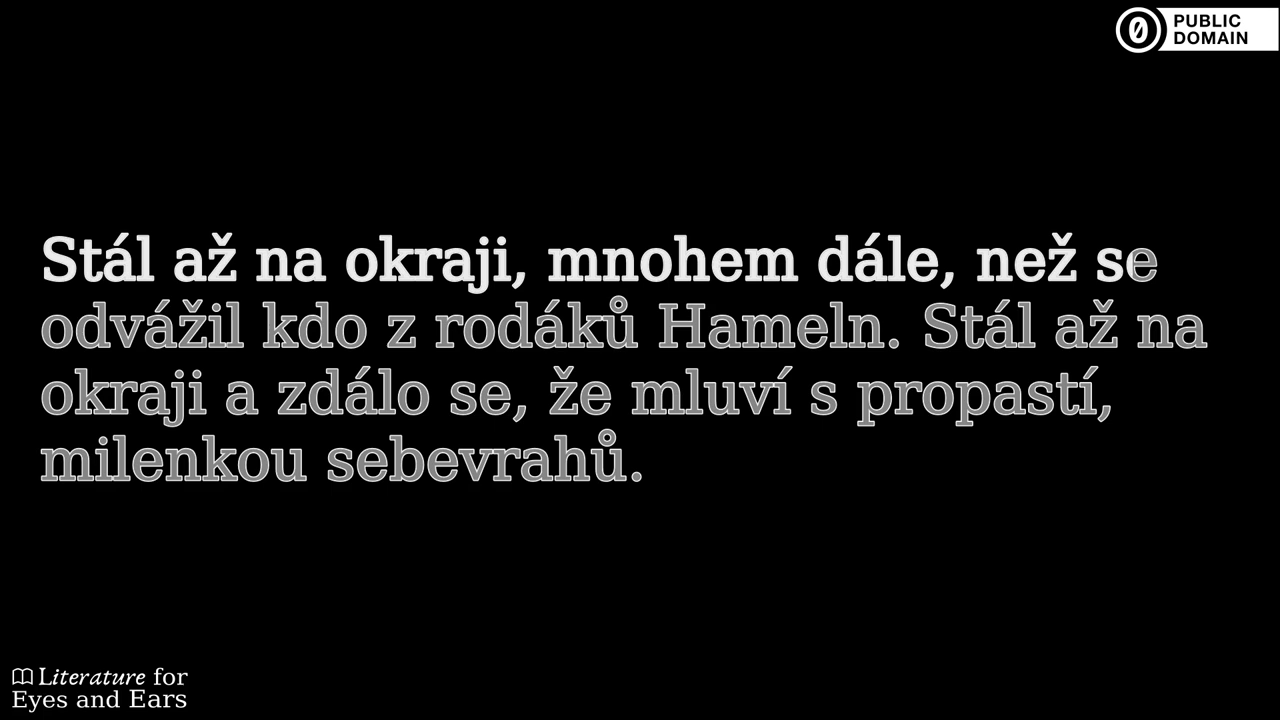 PUBLIC
DOMAIN
Stál až na okraji, mnohem dále, než se
odvážil kdo z rodáků Hameln. Stál až na
okraji a zdálo se, že mluví s propastí,
milenkou sebevrahů.
Literature for
Eyes and Ears